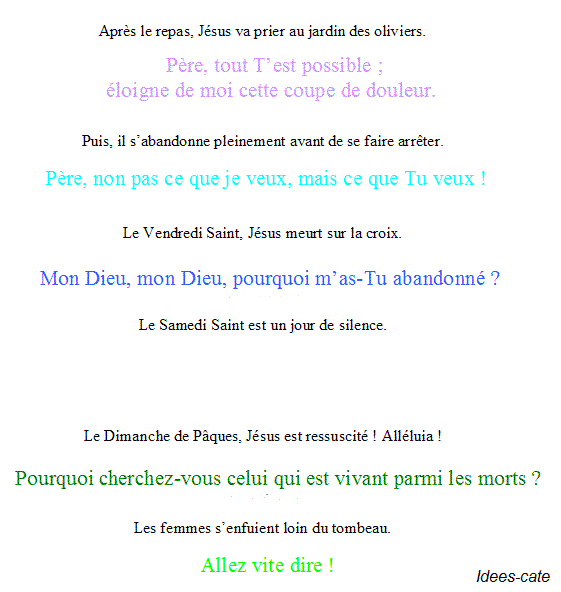 Après le repas, Jésus va prier au jardin des oliviers.
Père, tout T’est possible ;
éloigne de moi cette coupe de douleur.
Puis, il s’abandonne pleinement avant de se faire arrêter.
Père, non pas ce que je veux, mais ce que Tu veux !
Le Vendredi Saint, Jésus meurt sur la croix.
Mon Dieu, mon Dieu, pourquoi m’as-Tu abandonné ?
Le Samedi Saint est un jour de silence.
Le Dimanche de Pâques, Jésus est ressuscité ! Alléluia !
Pourquoi cherchez-vous celui qui est vivant parmi les morts ?
Les femmes s’enfuient loin du tombeau.
Allez vite dire !
Idees-cate